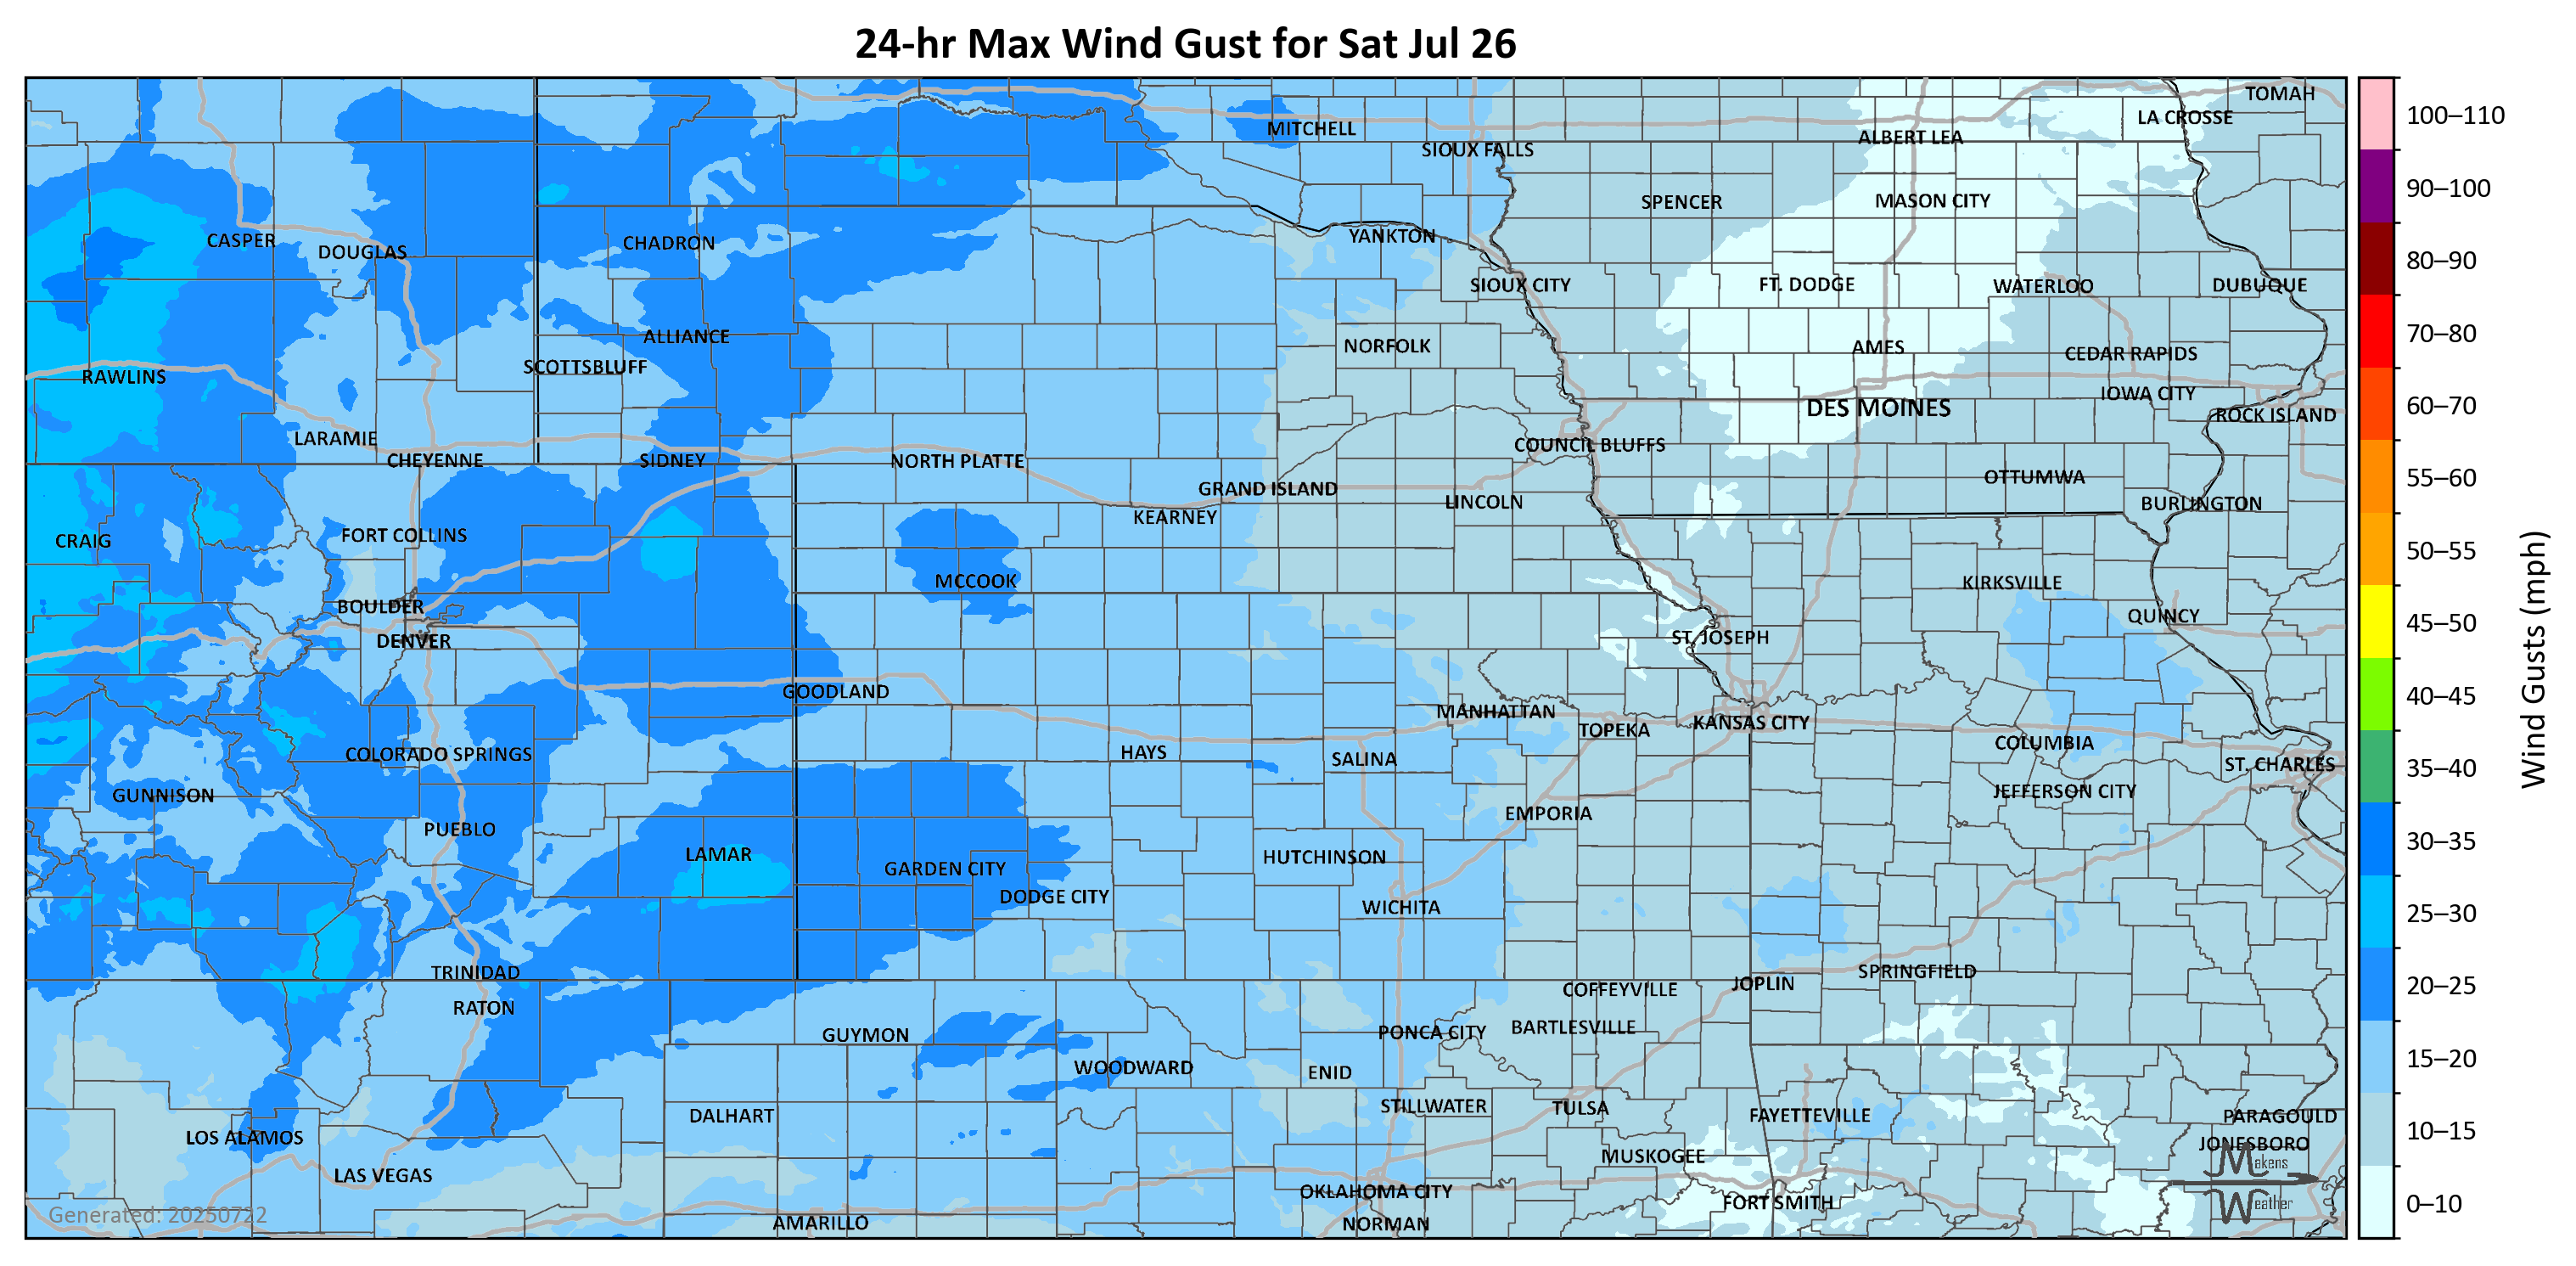 24-hr Max Wind Gust for Sat Jul 26
TOMAH
LA CROSSE
MITCHELL
ALBERT LEA
SIOUX FALLS
SPENCER
MASON CITY
YANKTON
CASPER
CHADRON
DOUGLAS
SIOUX CITY
FT. DODGE
WATERLOO
DUBUQUE
ALLIANCE
NORFOLK
AMES
CEDAR RAPIDS
SCOTTSBLUFF
RAWLINS
IOWA CITY
DES MOINES
ROCK ISLAND
LARAMIE
COUNCIL BLUFFS
CHEYENNE
SIDNEY
NORTH PLATTE
OTTUMWA
GRAND ISLAND
LINCOLN
BURLINGTON
KEARNEY
FORT COLLINS
CRAIG
MCCOOK
KIRKSVILLE
BOULDER
QUINCY
DENVER
ST. JOSEPH
GOODLAND
MANHATTAN
KANSAS CITY
TOPEKA
COLUMBIA
HAYS
COLORADO SPRINGS
SALINA
ST. CHARLES
JEFFERSON CITY
GUNNISON
EMPORIA
PUEBLO
LAMAR
HUTCHINSON
GARDEN CITY
DODGE CITY
WICHITA
TRINIDAD
SPRINGFIELD
JOPLIN
COFFEYVILLE
RATON
BARTLESVILLE
PONCA CITY
GUYMON
WOODWARD
ENID
STILLWATER
TULSA
DALHART
FAYETTEVILLE
PARAGOULD
LOS ALAMOS
JONESBORO
MUSKOGEE
LAS VEGAS
OKLAHOMA CITY
FORT SMITH
AMARILLO
NORMAN
Generated: 20250722
Makens
Weather
100–110
90–100
80–90
70–80
60–70
55–60
50–55
45–50
40–45
35–40
30–35
25–30
20–25
15–20
10–15
0–10
Wind Gusts (mph)